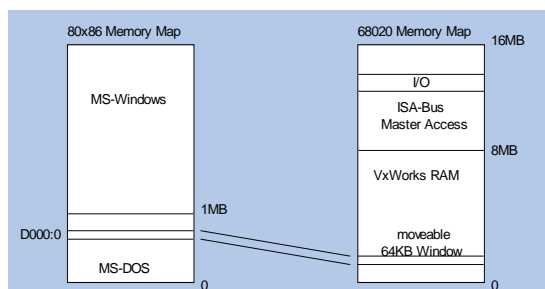 80x86 Memory Map
MS-Windows
1MB
D000:0
MS-DOS
0
68020 Memory Map
16MB
I/O
ISA-Bus
Master Access
8MB
VxWorks RAM
moveable
64KB Window
0